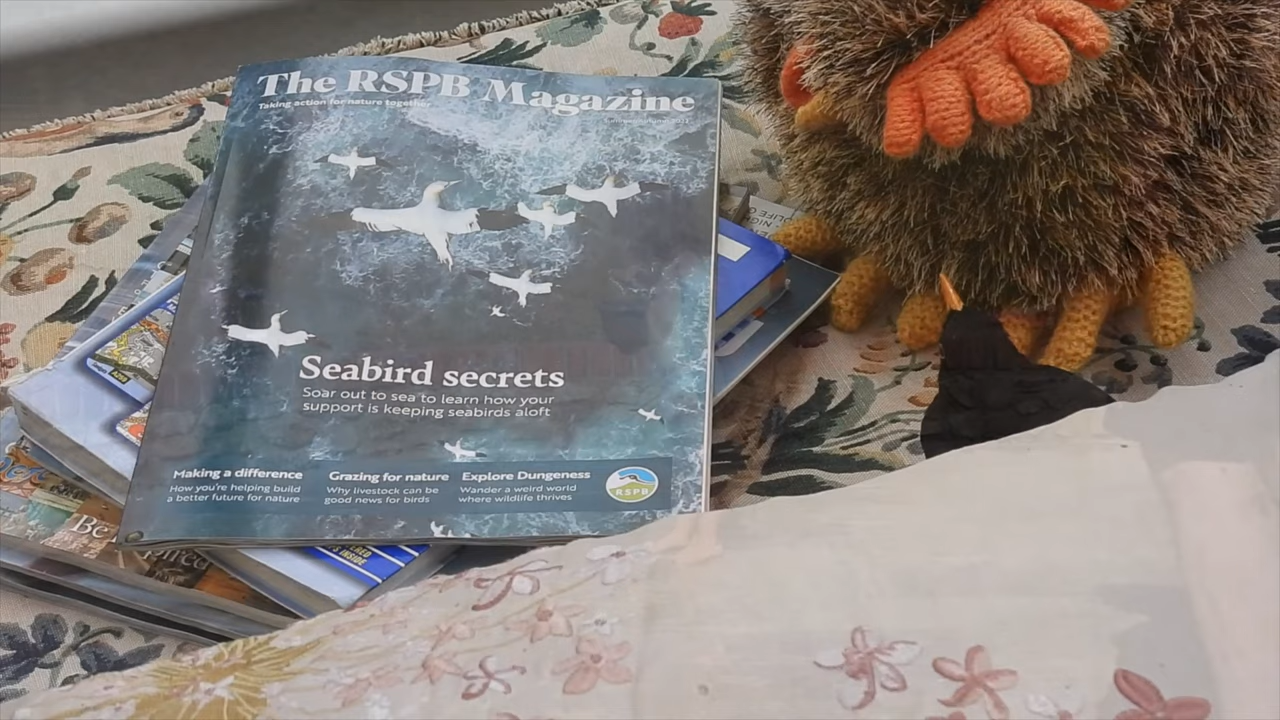 The RSPB Magazine
Taking action for nature together
Seabird secrets
Soar out to sea to learn how your
support is keeping seabirds aloft
Making a difference
How you're helping build
a better future for nature
Grazing for nature
Why livestock can be
good news for birds
Explore Dungeness
Wander a weird world
where wildlife thrives
RSPB
INSIDE